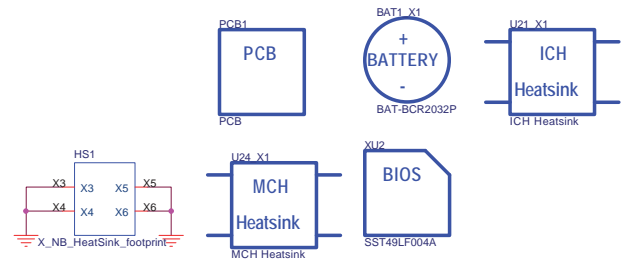 PCB1
PCB
PCB
BAT1_X1
+
BATTERY
-
BAT-BCR2032P
U21_X1
ICH
Heatsink
ICH Heatsink
HS1
X3 X3 X5 X5
X4 X4 X6 X6
X_NB_HeatSink_footprint
U24_X1
MCH
Heatsink
MCH Heatsink
XU2
BIOS
SST49LF004A